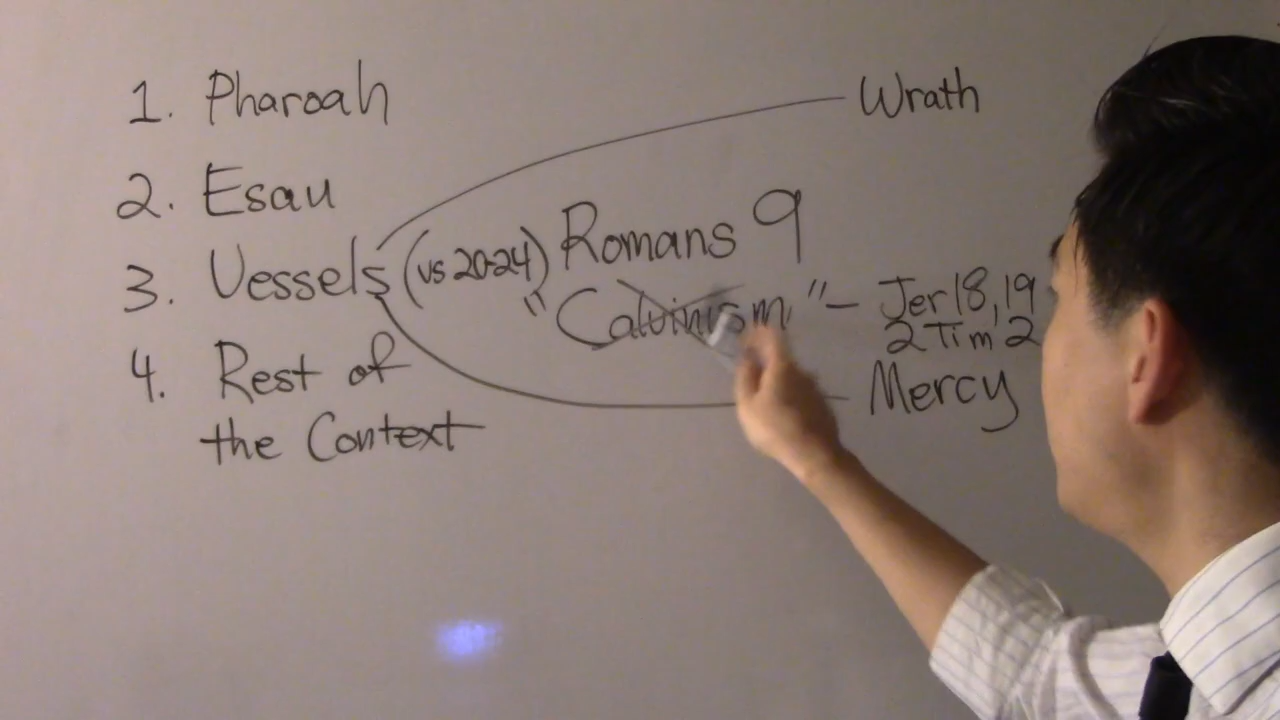 1. Pharoah
2. Esau
3. Vessels (vs 20-24)
4. Rest of
the Context
Wrath
Romans 9
"Calvinism" - Jer 18, 19
2 Tim 2
Mercy